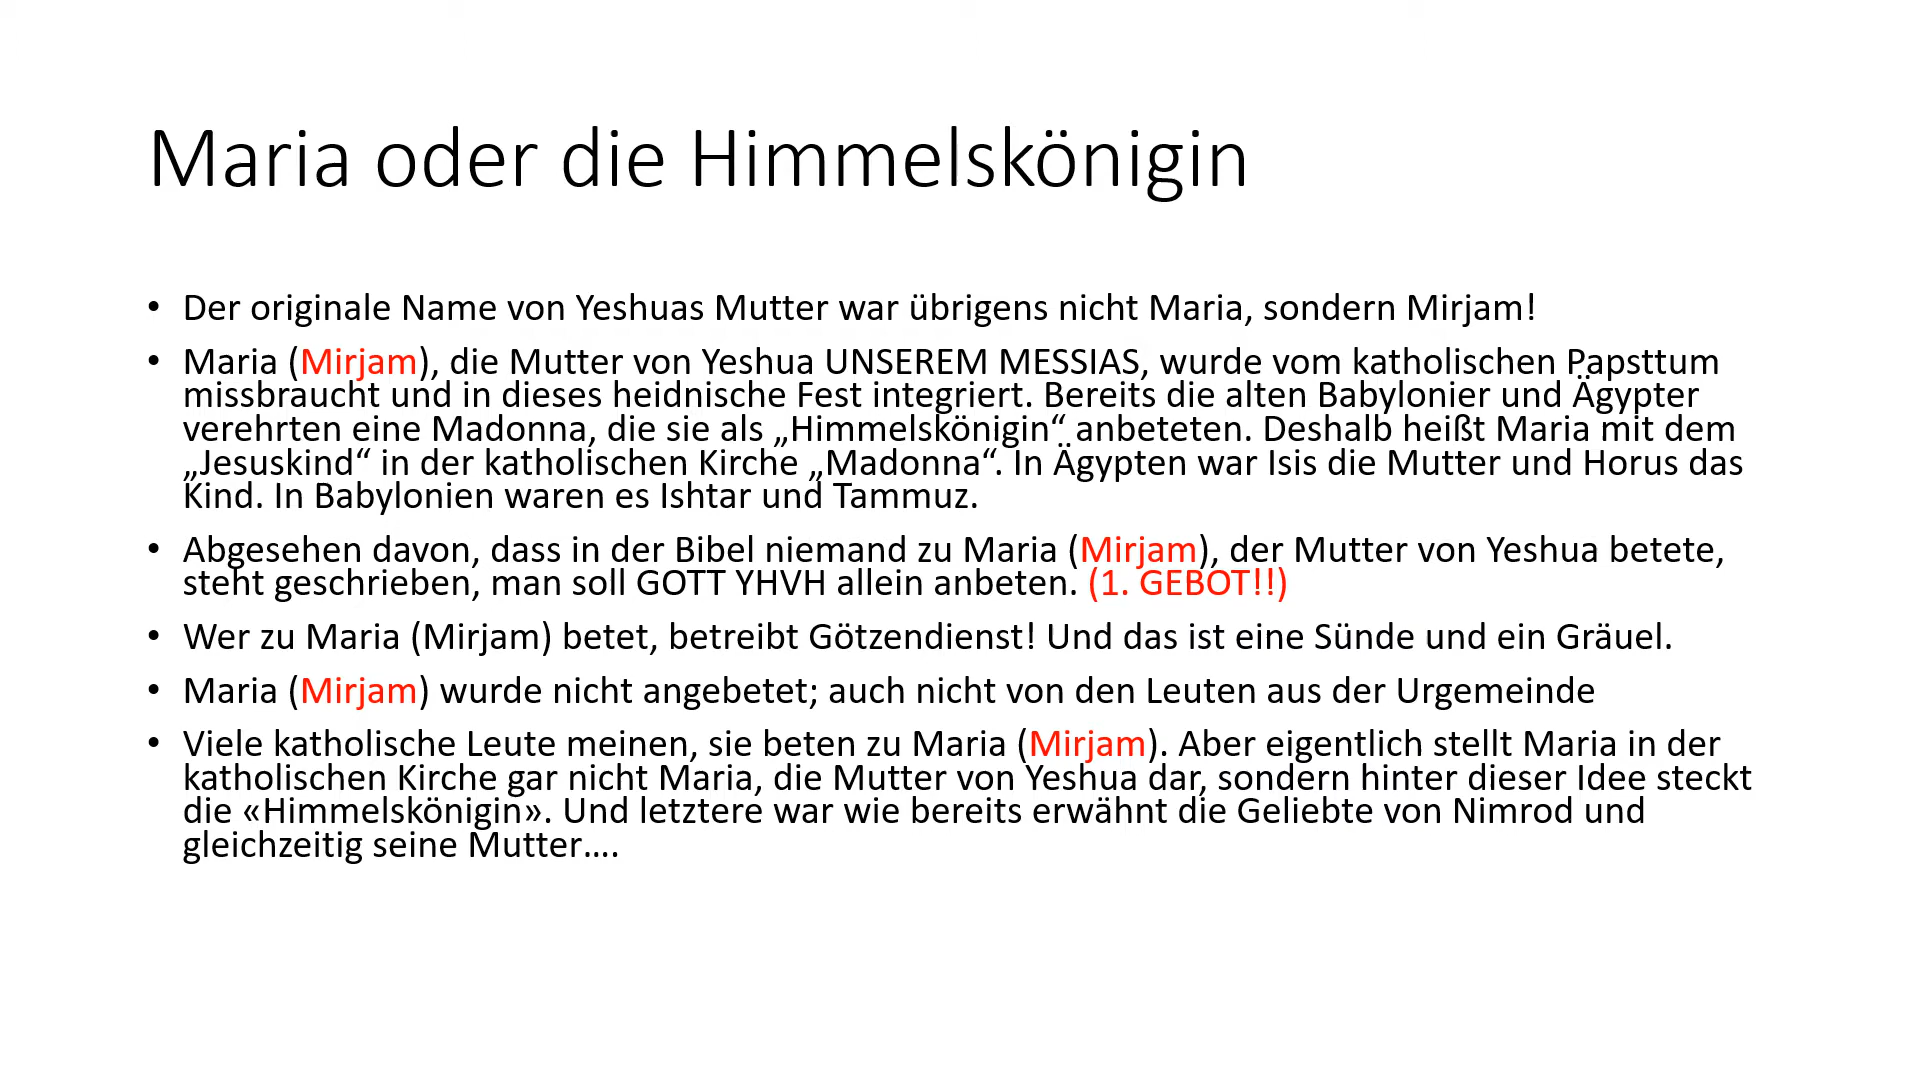 Maria oder die Himmelskönigin
• Der originale Name von Yeshuas Mutter war übrigens nicht Maria, sondern Mirjam!
• Maria (Mirjam), die Mutter von Yeshua UNSEREM MESSIAS, wurde vom katholischen Papsttum
missbraucht und in dieses heidnische Fest integriert. Bereits die alten Babylonier und Ägypter
verehrten eine Madonna, die sie als „Himmelskönigin“ anbeteten. Deshalb heißt Maria mit dem
„Jesuskind“ in der katholischen Kirche „Madonna“. In Ägypten war Isis die Mutter und Horus das
Kind. In Babylonien waren es Ishtar und Tammuz.
• Abgesehen davon, dass in der Bibel niemand zu Maria (Mirjam), der Mutter von Yeshua betete,
steht geschrieben, man soll GOTT YHVH allein anbeten. (1. GEBOT!!)
• Wer zu Maria (Mirjam) betet, betreibt Götzendienst! Und das ist eine Sünde und ein Gräuel.
• Maria (Mirjam) wurde nicht angebetet; auch nicht von den Leuten aus der Urgemeinde
• Viele katholische Leute meinen, sie beten zu Maria (Mirjam). Aber eigentlich stellt Maria in der
katholischen Kirche gar nicht Maria, die Mutter von Yeshua dar, sondern hinter dieser Idee steckt
die «Himmelskönigin». Und letztere war wie bereits erwähnt die Geliebte von Nimrod und
gleichzeitig seine Mutter….